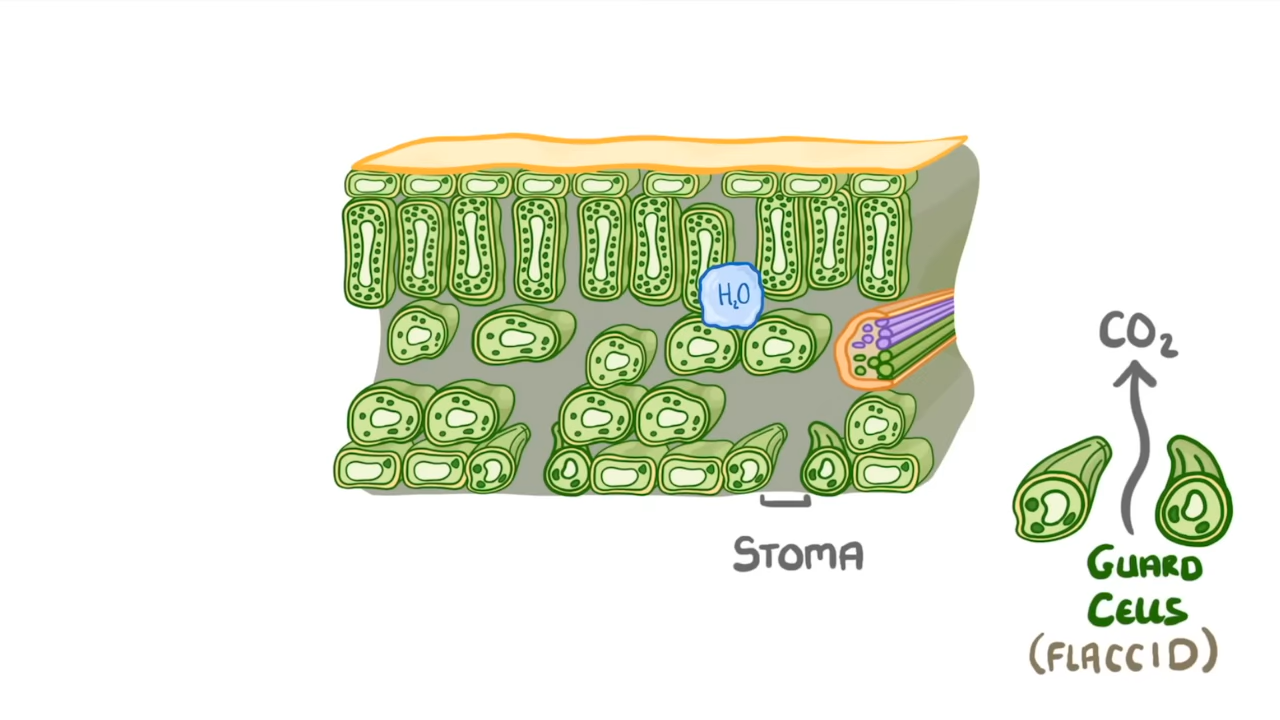 H₂O
CO₂
STOMA
GUARD
CELLS
(FLACCID)